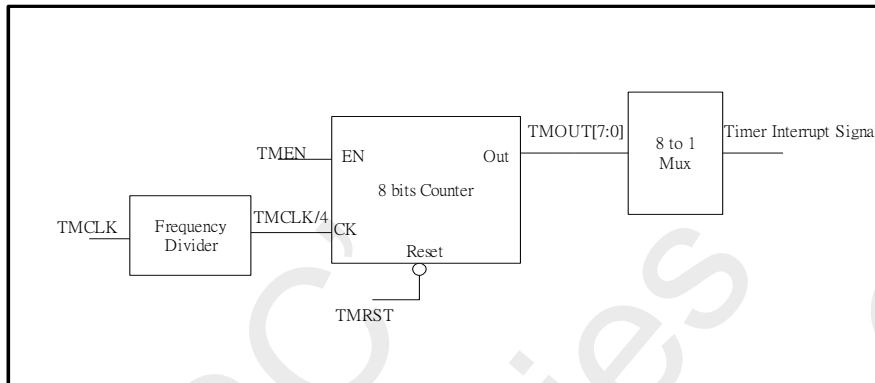 TMOUT[7:0]
8 to 1
Mux
Timer Interrupt Signa
TMEN
EN
Out
8 bits Counter
TMCLK
Frequency
Divider
TMCLK/4
CK
Reset
TMRST